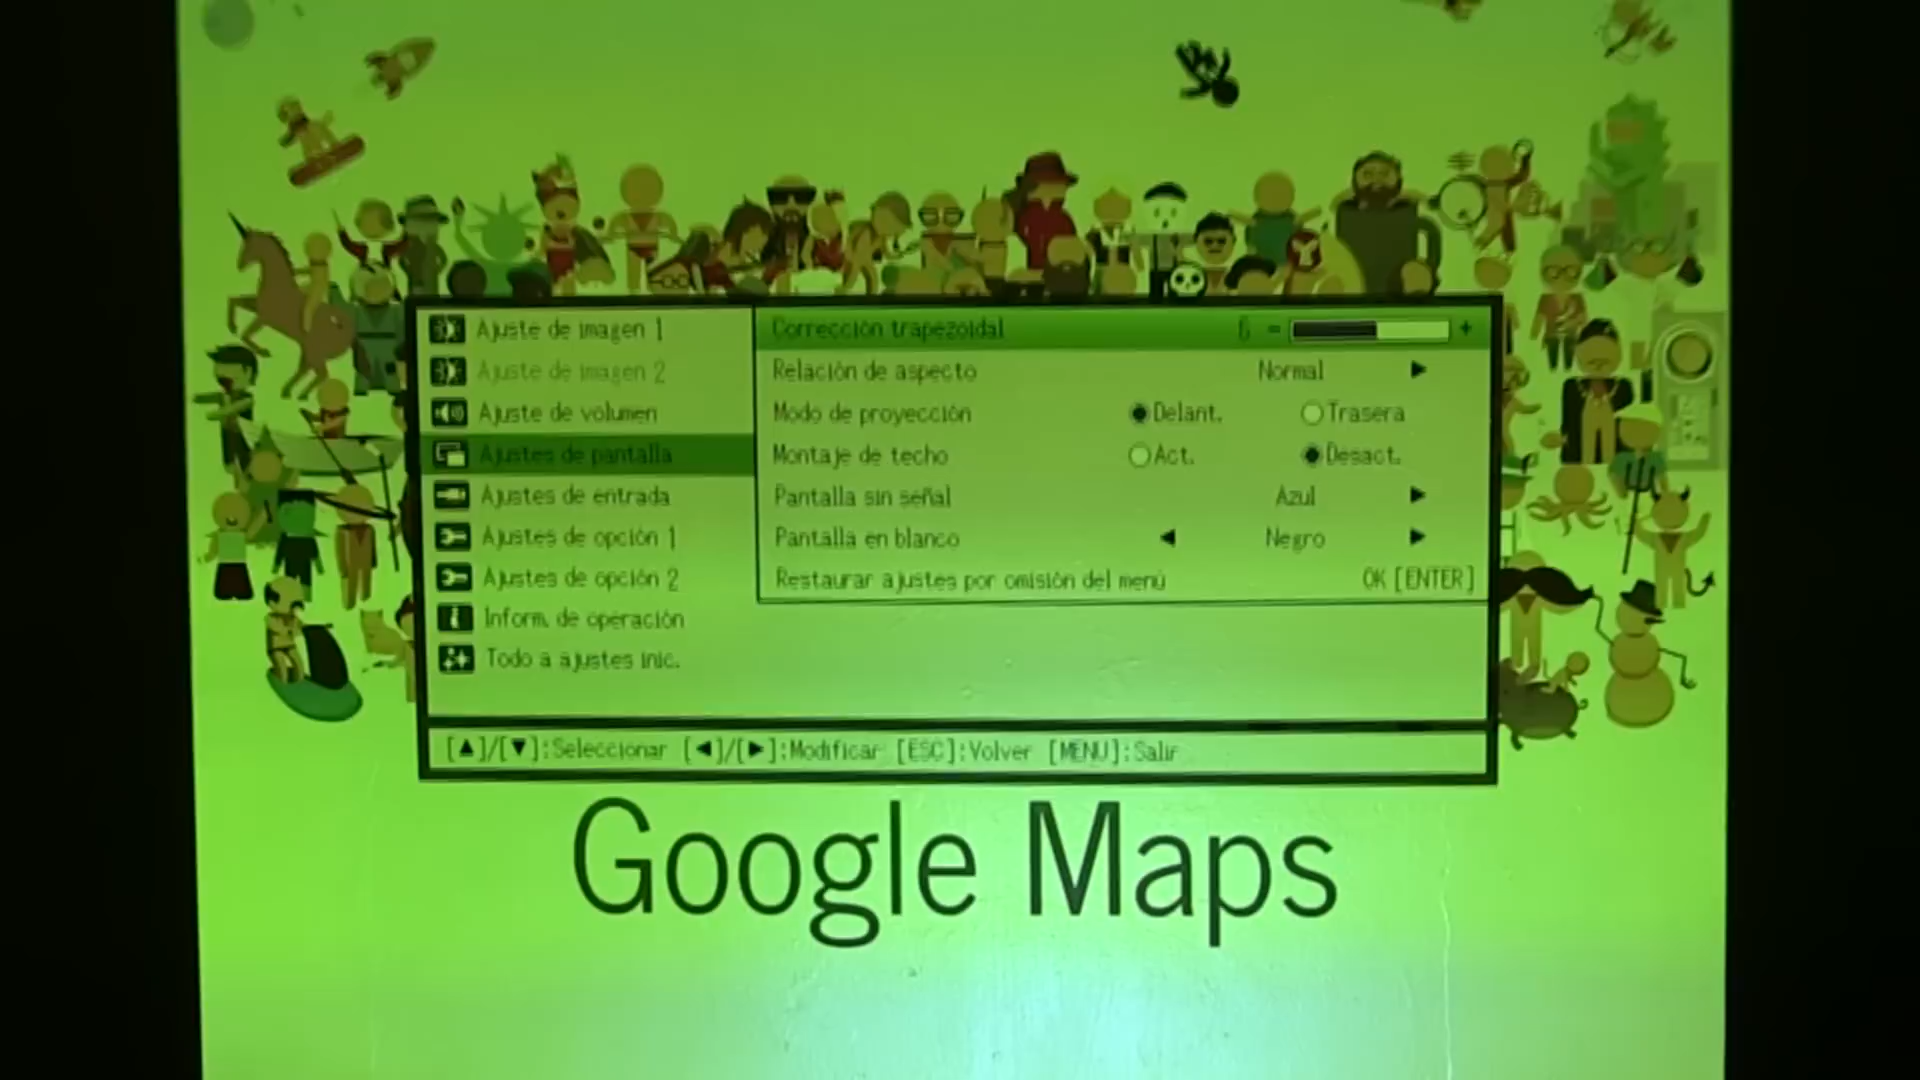 Ajuste de imagen 1
Ajuste de imagen 2
Ajuste de volumen
Ajustes de pantalla
Ajustes de entrada
Ajustes de opción 1
Ajustes de opción 2
Inform. de operación
Todo a ajustes inic.
Corrección trapezoidal - +
Relación de aspecto Normal ▶
Modo de proyección Delant. Trasera
Montaje de techo Act. Desact.
Pantalla sin señal Azul ▶
Pantalla en blanco ◀ Negro ▶
Restaurar ajustes por omisión del menú OK [ENTER]
[▲]/[▼]:Seleccionar [◀]/[▶]:Modificar [ESC]:Volver [MENU]:Salir
Google Maps